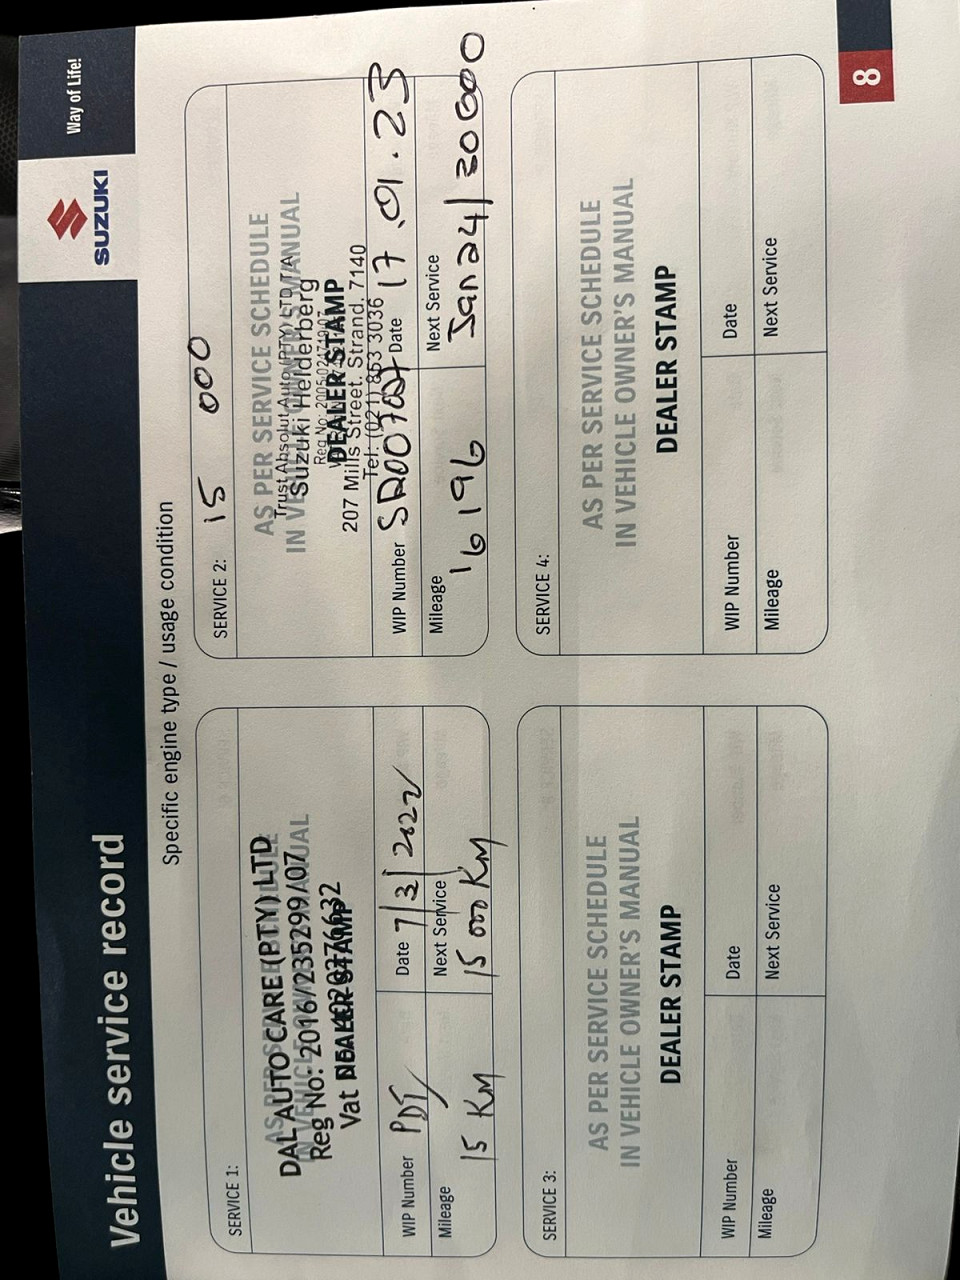 Vehicle service record
SUZUKI
Way of Life!
Specific engine type / usage condition
SERVICE 1:
AS PER SERVICE SCHEDULE
IN VEHICLE OWNER'S MANUAL
DEALER STAMP
DAL AUTO CARE (PTY) LTD
Reg No: 2016/235299/07
Vat No:
WIP Number
Date 7/3/2022
Mileage 15 KM
Next Service 15 000 KM
SERVICE 2: 15 000
AS PER SERVICE SCHEDULE
IN VEHICLE OWNER'S MANUAL
DEALER STAMP
Trust Absolut Auto (PTY) LTD T/A
Suzuki Helderberg
207 Mills Street, Strand, 7140
Tel: (021) 853 3036
WIP Number
Date 17.01.23
Mileage 16196
Next Service Jan 24/30000
SERVICE 3:
AS PER SERVICE SCHEDULE
IN VEHICLE OWNER'S MANUAL
DEALER STAMP
WIP Number
Date
Mileage
Next Service
SERVICE 4:
AS PER SERVICE SCHEDULE
IN VEHICLE OWNER'S MANUAL
DEALER STAMP
WIP Number
Date
Mileage
Next Service
8